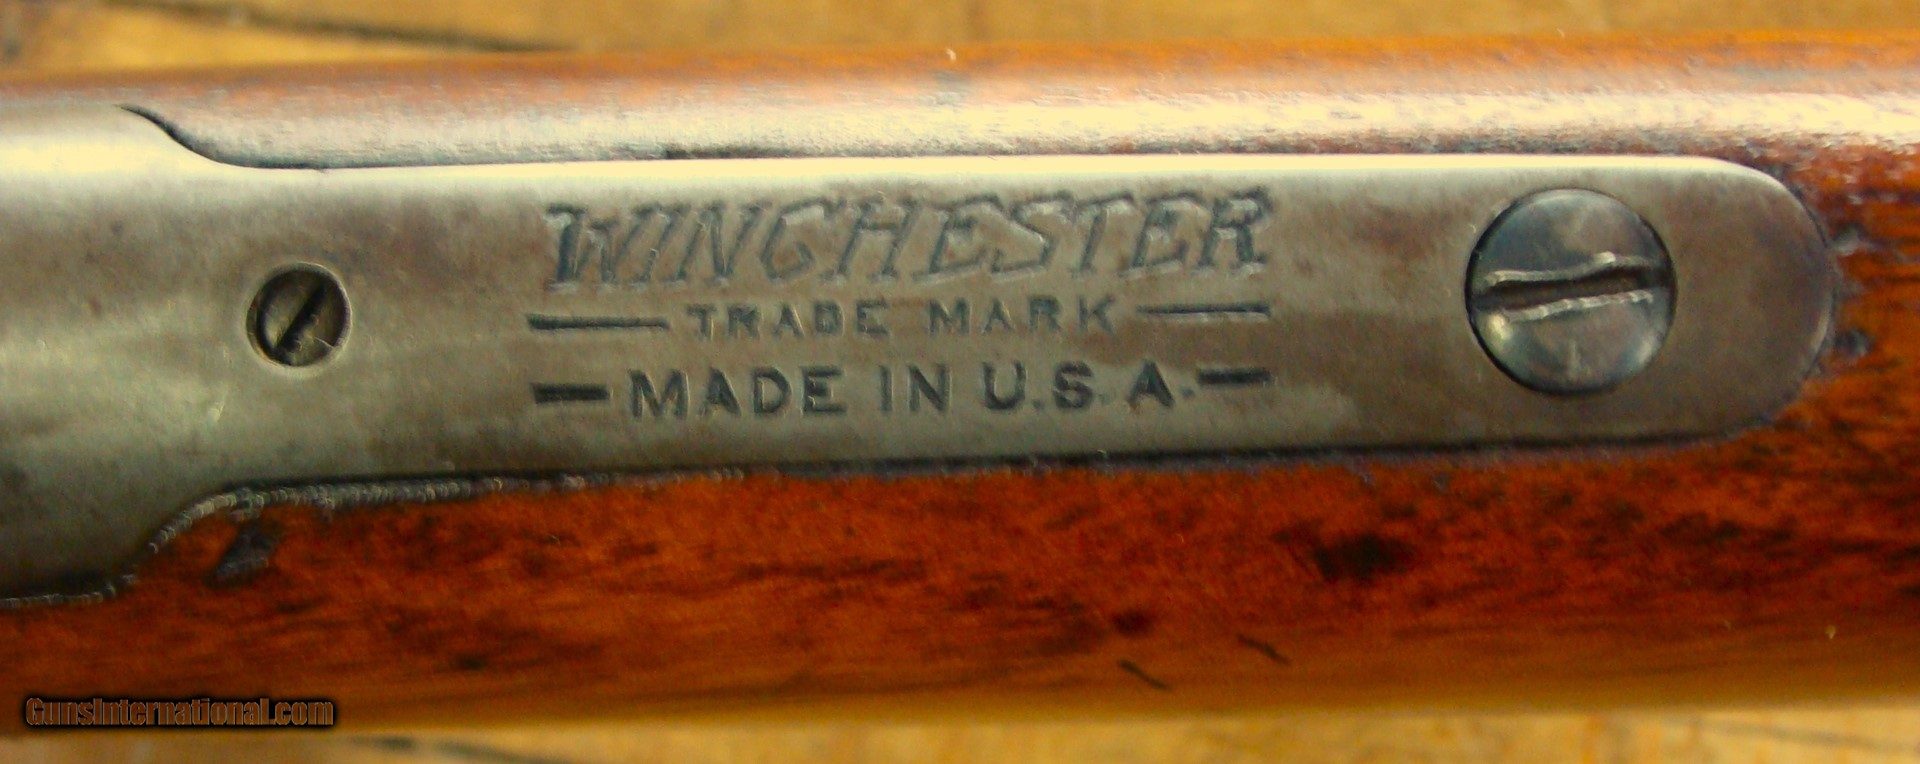 WINCHESTER
TRADE MARK
MADE IN U.S.A.
GunsInternational.com